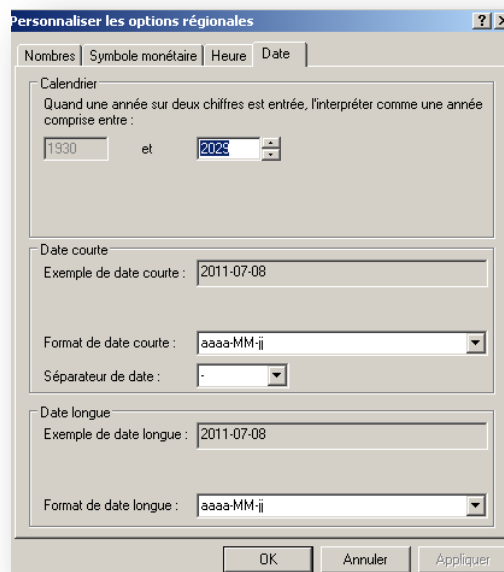 Personnaliser les options régionales
Nombres Symbole monétaire Heure Date
Calendrier
Quand une année sur deux chiffres est entrée, l'interpréter comme une année
comprise entre :
1930 et 2029
Date courte
Exemple de date courte : 2011-07-08
Format de date courte : aaaa-MM-jj
Séparateur de date : -
Date longue
Exemple de date longue : 2011-07-08
Format de date longue : aaaa-MM-jj
OK Annuler Appliquer